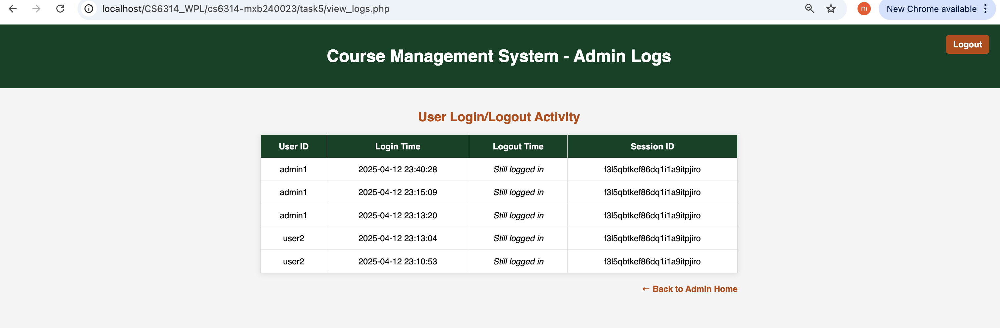 localhost/CS6314_WPL/cs6314-mxb240023/task5/view_logs.php
m
New Chrome available
Logout
Course Management System - Admin Logs
User Login/Logout Activity
User ID Login Time Logout Time Session ID
admin1 2025-04-12 23:40:28 Still logged in f3l5qbtkef86dq1i1a9itpjiro
admin1 2025-04-12 23:15:09 Still logged in f3l5qbtkef86dq1i1a9itpjiro
admin1 2025-04-12 23:13:20 Still logged in f3l5qbtkef86dq1i1a9itpjiro
user2 2025-04-12 23:13:04 Still logged in f3l5qbtkef86dq1i1a9itpjiro
user2 2025-04-12 23:10:53 Still logged in f3l5qbtkef86dq1i1a9itpjiro
← Back to Admin Home